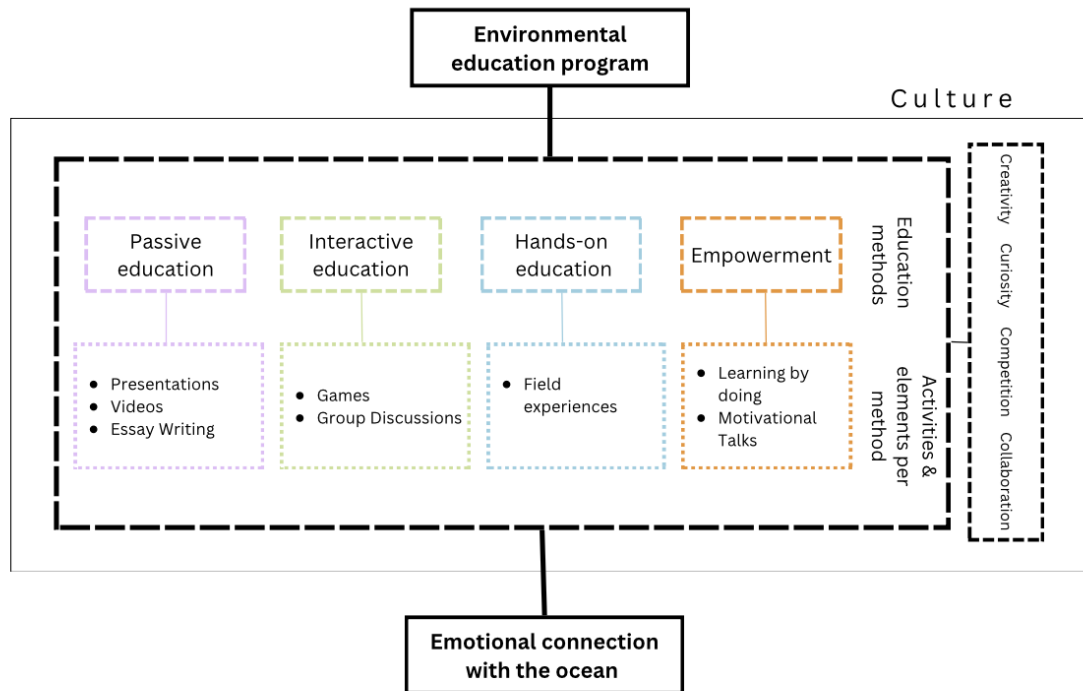 Environmental
education program
Culture
Passive
education
Interactive
education
Hands-on
education
Empowerment
Education
methods
● Presentations
● Videos
● Essay Writing
● Games
● Group Discussions
● Field
experiences
● Learning by
doing
● Motivational
Talks
Activities &
elements per
method
Creativity
Curiosity
Competition
Collaboration
Emotional connection
with the ocean